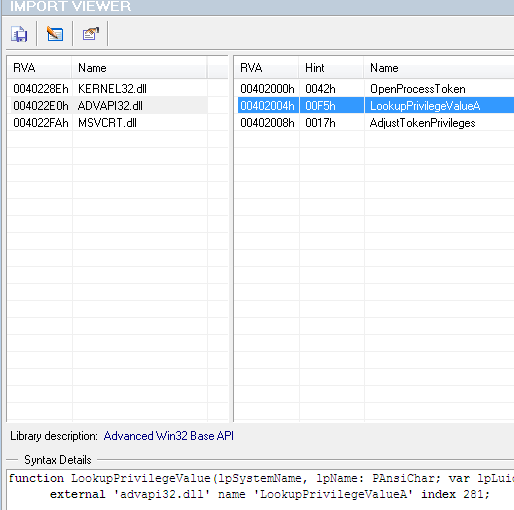 IMPORT VIEWER
RVA Name
0040228Eh KERNEL32.dll
004022E0h ADVAPI32.dll
004022FAh MSVCRT.dll
RVA Hint Name
00402000h 0042h OpenProcessToken
00402004h 00F5h LookupPrivilegeValueA
00402008h 0017h AdjustTokenPrivileges
Library description: Advanced Win32 Base API
Syntax Details
function LookupPrivilegeValue(lpSystemName, lpName: PAnsiChar; var lpLuid
external 'advapi32.dll' name 'LookupPrivilegeValueA' index 281;